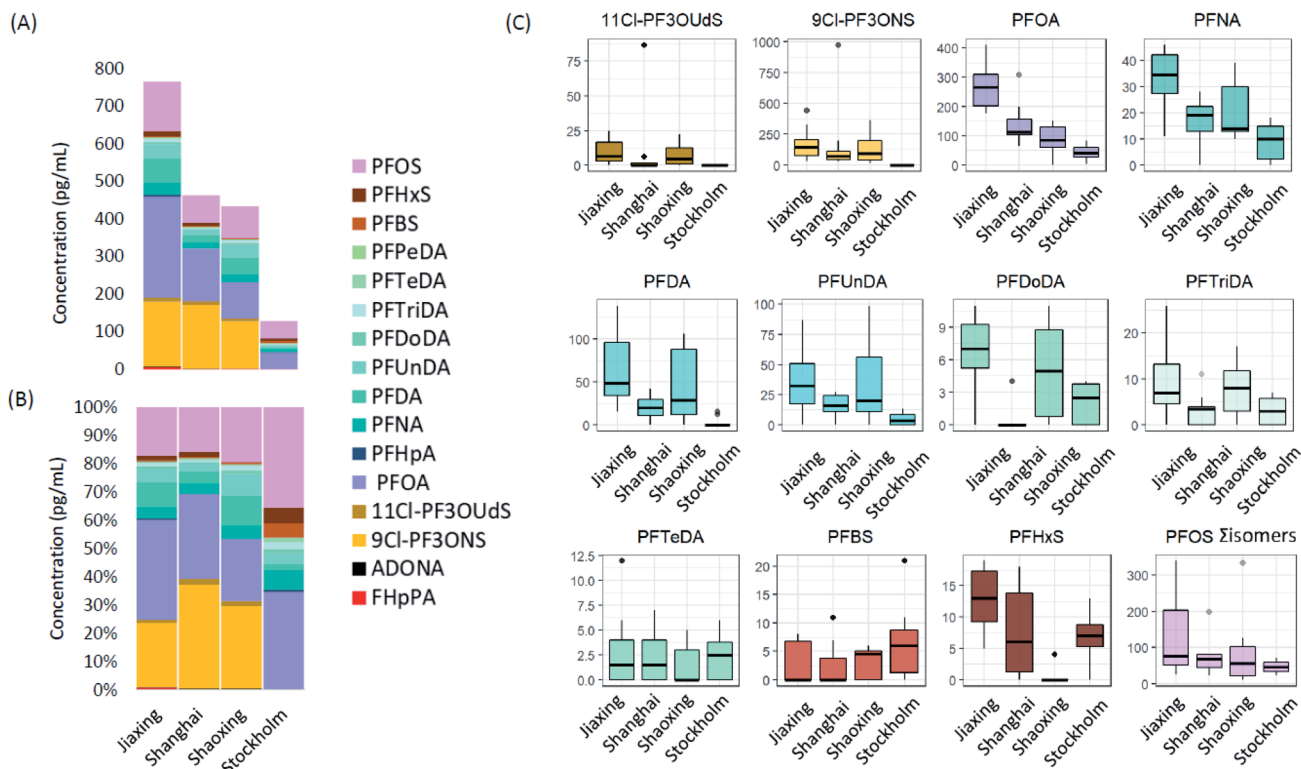 (A)
800
700
600
500
400
300
200
100
0
Concentration (pg/mL)
(B)
100%
90%
80%
70%
60%
50%
40%
30%
20%
10%
0%
Concentration (pg/mL)
Jiaxing
Shanghai
Shaoxing
Stockholm
PFOS
PFHxS
PFBS
PFPeDA
PFTeDA
PFTriDA
PFDoDA
PFUnDA
PFDA
PFNA
PFHpA
PFOA
11Cl-PF3OUdS
9Cl-PF3ONS
ADONA
FHpPA
(C)
11Cl-PF3OUdS
75
50
25
0
Jiaxing
Shanghai
Shaoxing
Stockholm
9Cl-PF3ONS
1000
750
500
250
0
Jiaxing
Shanghai
Shaoxing
Stockholm
PFOA
400
300
200
100
0
Jiaxing
Shanghai
Shaoxing
Stockholm
PFNA
40
30
20
10
0
Jiaxing
Shanghai
Shaoxing
Stockholm
PFDA
100
50
0
Jiaxing
Shanghai
Shaoxing
Stockholm
PFUnDA
100
75
50
25
0
Jiaxing
Shanghai
Shaoxing
Stockholm
PFDoDA
9
6
3
0
Jiaxing
Shanghai
Shaoxing
Stockholm
PFTriDA
20
10
0
Jiaxing
Shanghai
Shaoxing
Stockholm
PFTeDA
12.5
10.0
7.5
5.0
2.5
0.0
Jiaxing
Shanghai
Shaoxing
Stockholm
PFBS
20
15
10
5
0
Jiaxing
Shanghai
Shaoxing
Stockholm
PFHxS
15
10
5
0
Jiaxing
Shanghai
Shaoxing
Stockholm
PFOS Σisomers
300
200
100
0
Jiaxing
Shanghai
Shaoxing
Stockholm